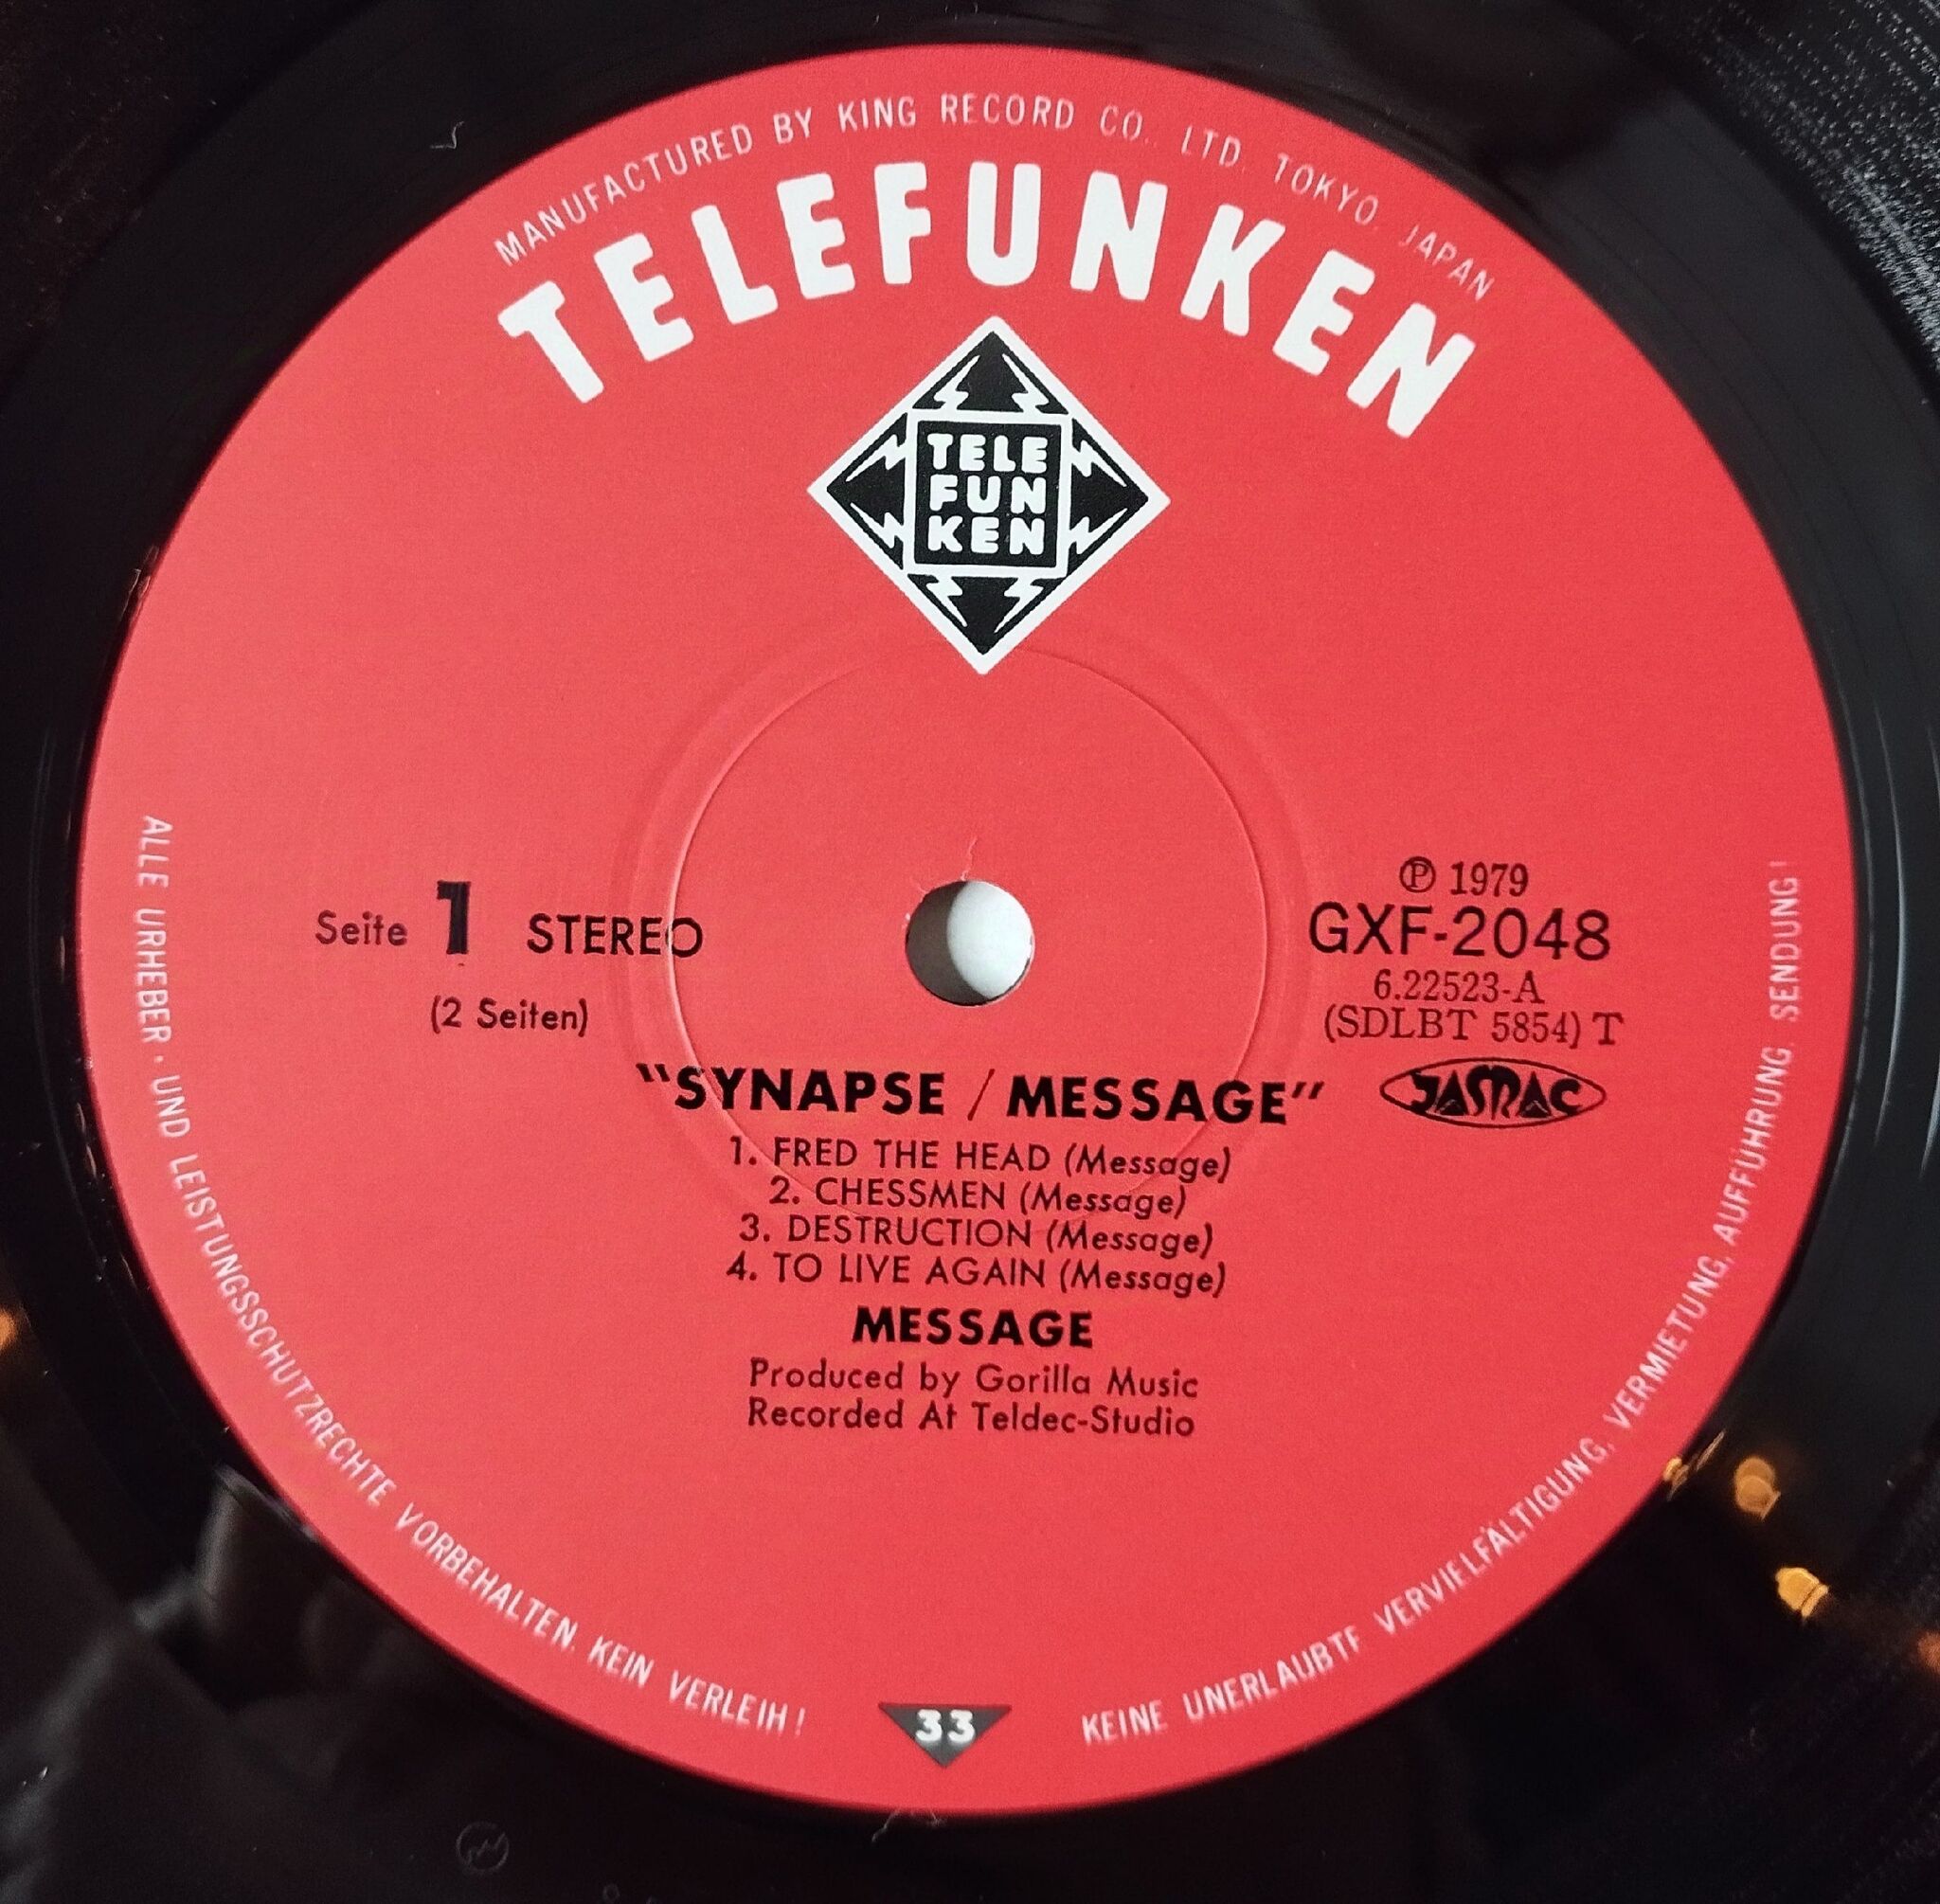 MANUFACTURED BY KING RECORD CO., LTD. TOKYO. JAPAN
TELEFUNKEN
TELE
FUN
KEN
Seite 1 STEREO
(2 Seiten)
℗ 1979
GXF-2048
6.22523-A
(SDLBT 5854) T
JASRAC
"SYNAPSE / MESSAGE"
1. FRED THE HEAD (Message)
2. CHESSMEN (Message)
3. DESTRUCTION (Message)
4. TO LIVE AGAIN (Message)
MESSAGE
Produced by Gorilla Music
Recorded At Teldec-Studio
ALLE URHEBER · UND LEISTUNGSSCHUTZRECHTE VORBEHALTEN. KEIN VERLEIH!
33
KEINE UNERLAUBTE VERVIELFÄLTIGUNG, VERMIETUNG, AUFFÜHRUNG, SENDUNG!